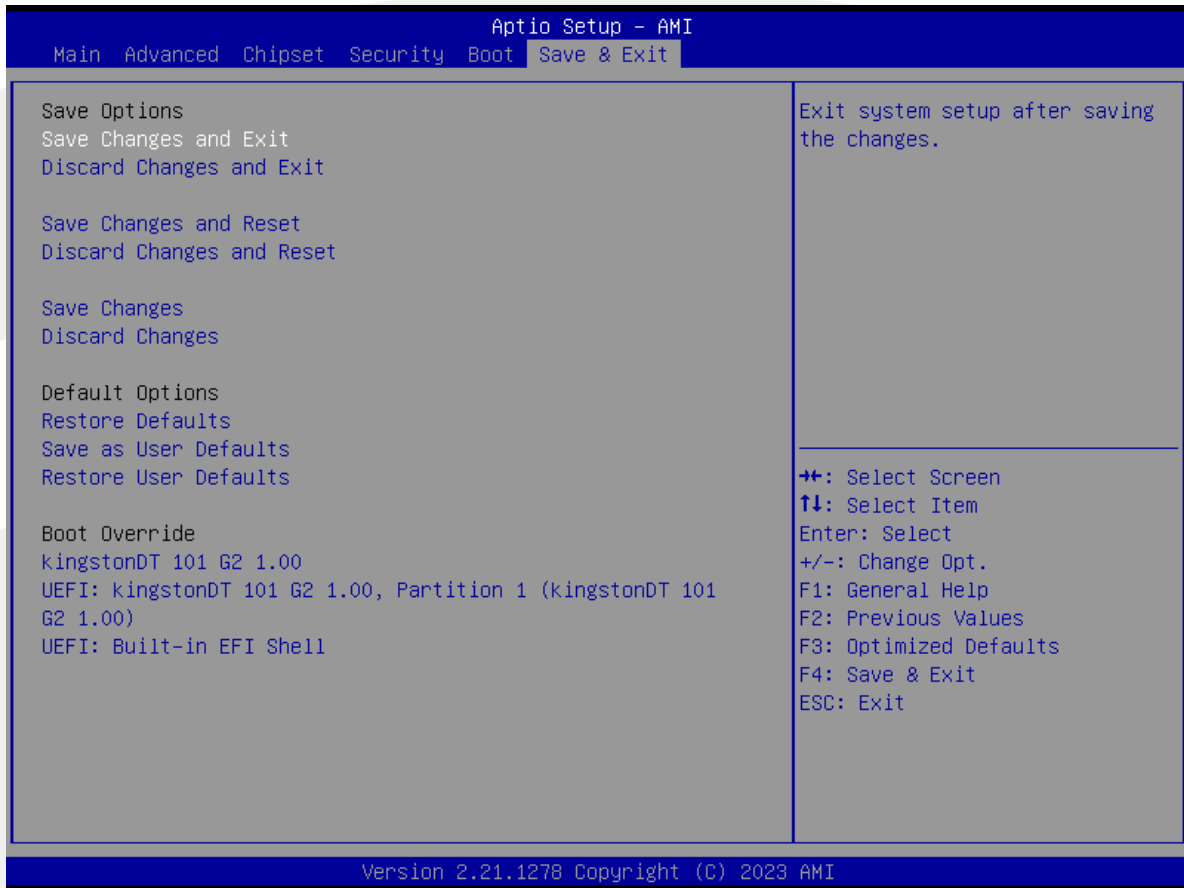 Aptio Setup – AMI
Main Advanced Chipset Security Boot Save & Exit
Save Options
Save Changes and Exit
Discard Changes and Exit
Save Changes and Reset
Discard Changes and Reset
Save Changes
Discard Changes
Default Options
Restore Defaults
Save as User Defaults
Restore User Defaults
Boot Override
kingstonDT 101 G2 1.00
UEFI: kingstonDT 101 G2 1.00, Partition 1 (kingstonDT 101
G2 1.00)
UEFI: Built-in EFI Shell
Exit system setup after saving
the changes.
→←: Select Screen
↑↓: Select Item
Enter: Select
+/-: Change Opt.
F1: General Help
F2: Previous Values
F3: Optimized Defaults
F4: Save & Exit
ESC: Exit
Version 2.21.1278 Copyright (C) 2023 AMI